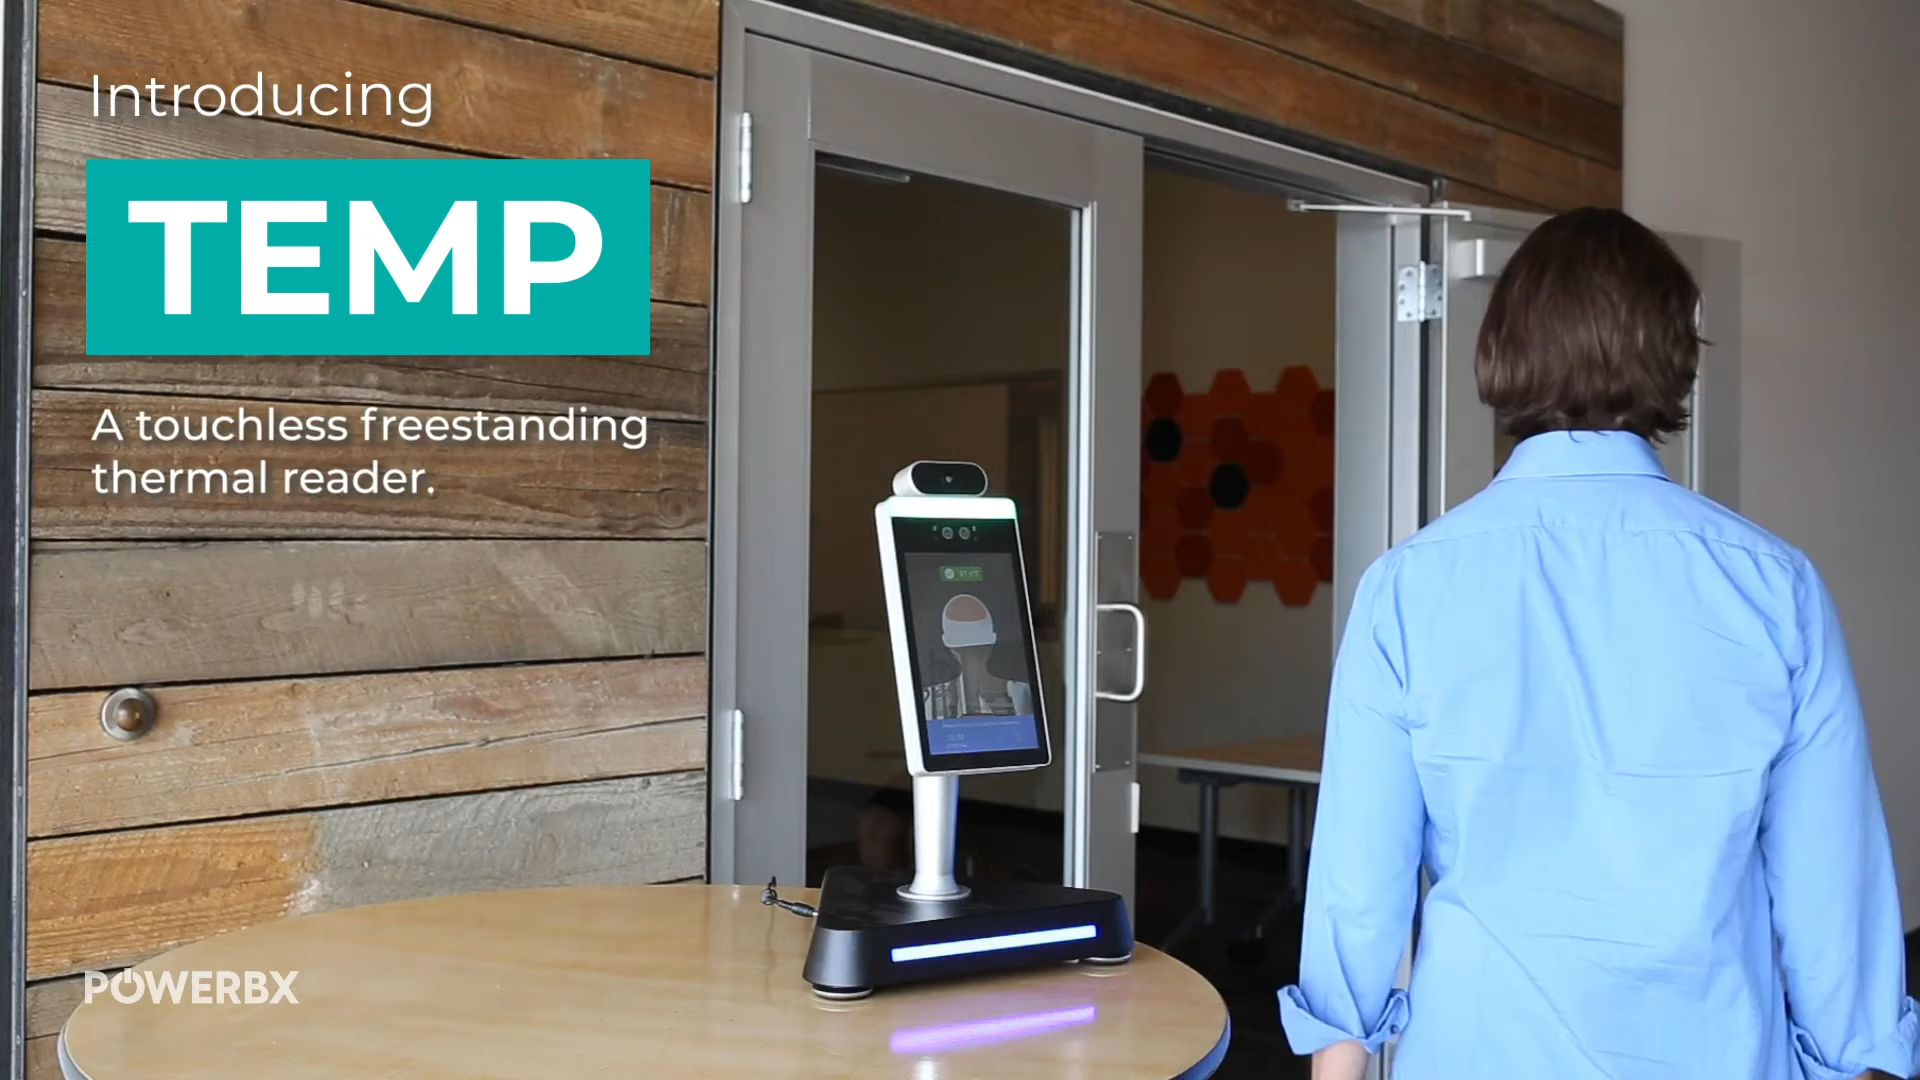 Introducing
TEMP
A touchless freestanding
thermal reader.
POWERBX